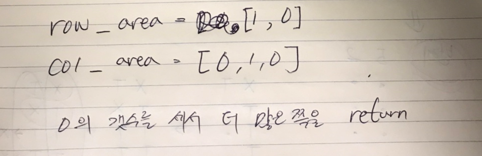 row_area = [1, 0]
col_area = [0, 1, 0]
0의 갯수를 세서 더 많은 쪽을 return